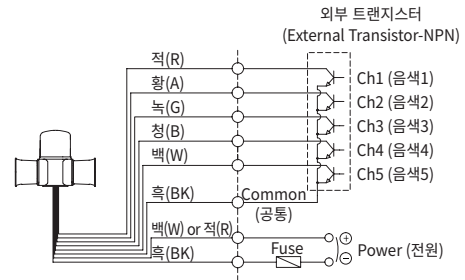 외부 트랜지스터
(External Transistor-NPN)
적(R)
황(A)
녹(G)
청(B)
백(W)
흑(BK)
백(W) or 적(R)
흑(BK)
Ch1 (음색1)
Ch2 (음색2)
Ch3 (음색3)
Ch4 (음색4)
Ch5 (음색5)
Common
(공통)
Fuse
+
−
Power (전원)